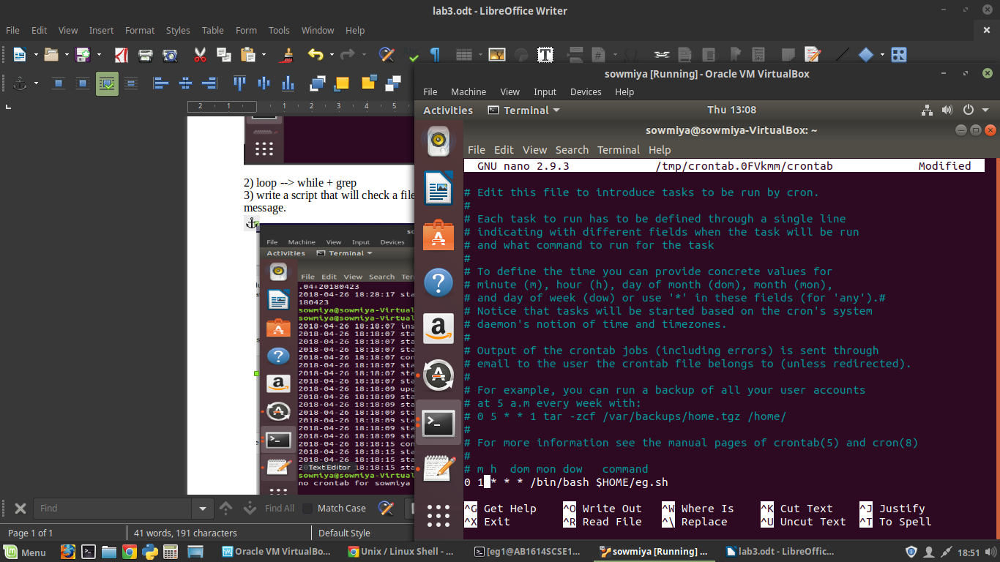 lab3.odt - LibreOffice Writer
File Edit View Insert Format Styles Table Form Tools Window Help
2 1 1 2 3 4 5
2) loop --> while + grep
3) write a script that will check a file
message.
File Machine View Input Devices
Activities Terminal
File Edit View Search Ter
.04+20180423
2018-04-26 18:28:17 sta
180423
sowmiya@sowmiya-Virtual
sowmiya@sowmiya-Virtual
2018-04-26 18:18:07 ins
2018-04-26 18:18:07 sta
2018-04-26 18:18:07 sta
2018-04-26 18:18:07 sta
2018-04-26 18:18:07 con
2018-04-26 18:18:07 sta
2018-04-26 18:18:07 sta
2018-04-26 18:18:07 sta
2018-04-26 18:18:09 upg
2018-04-26 18:18:09 sta
2018-04-26 18:18:09 sta
2018-04-26 18:18:09 sta
2018-04-26 18:18:09 sta
2018-04-26 18:18:09 sta
2018-04-26 18:18:15 con
2018-04-26 18:18:15 sta
2018-04-26 18:18:15 sta
Text Editor 18:18:15 sta
sowmiya@sowmiya-Virtual
no crontab for sowmiya
Find Find All Match Case
Page 1 of 1 41 words, 191 characters Default Style
sowmiya [Running] - Oracle VM VirtualBox
File Machine View Input Devices Help
Activities Terminal Thu 13:08
sowmiya@sowmiya-VirtualBox: ~
File Edit View Search Terminal Help
GNU nano 2.9.3 /tmp/crontab.0FVkmm/crontab Modified
# Edit this file to introduce tasks to be run by cron.
#
# Each task to run has to be defined through a single line
# indicating with different fields when the task will be run
# and what command to run for the task
#
# To define the time you can provide concrete values for
# minute (m), hour (h), day of month (dom), month (mon),
# and day of week (dow) or use '*' in these fields (for 'any').#
# Notice that tasks will be started based on the cron's system
# daemon's notion of time and timezones.
#
# Output of the crontab jobs (including errors) is sent through
# email to the user the crontab file belongs to (unless redirected).
#
# For example, you can run a backup of all your user accounts
# at 5 a.m every week with:
# 0 5 * * 1 tar -zcf /var/backups/home.tgz /home/
#
# For more information see the manual pages of crontab(5) and cron(8)
#
# m h  dom mon dow   command
0 1 * * * /bin/bash $HOME/eg.sh
^G Get Help ^O Write Out ^W Where Is ^K Cut Text ^J Justify
^X Exit ^R Read File ^\ Replace ^U Uncut Text ^T To Spell
Menu Oracle VM VirtualBo... Unix / Linux Shell - ... [eg1@AB1614SCSE1... sowmiya [Running] ... lab3.odt - LibreOffic... 18:51